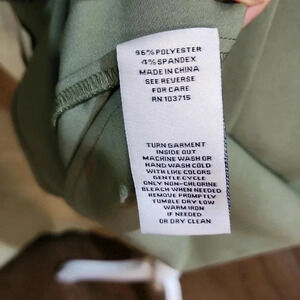 96% POLYESTER
4% SPANDEX
MADE IN CHINA
SEE REVERSE
FOR CARE
RN 103715
TURN GARMENT
INSIDE OUT
MACHINE WASH OR
HAND WASH COLD
WITH LIKE COLORS
GENTLE CYCLE
ONLY NON-CHLORINE
BLEACH WHEN NEEDED
REMOVE PROMPTLY
TUMBLE DRY LOW
WARM IRON
IF NEEDED
OR DRY CLEAN